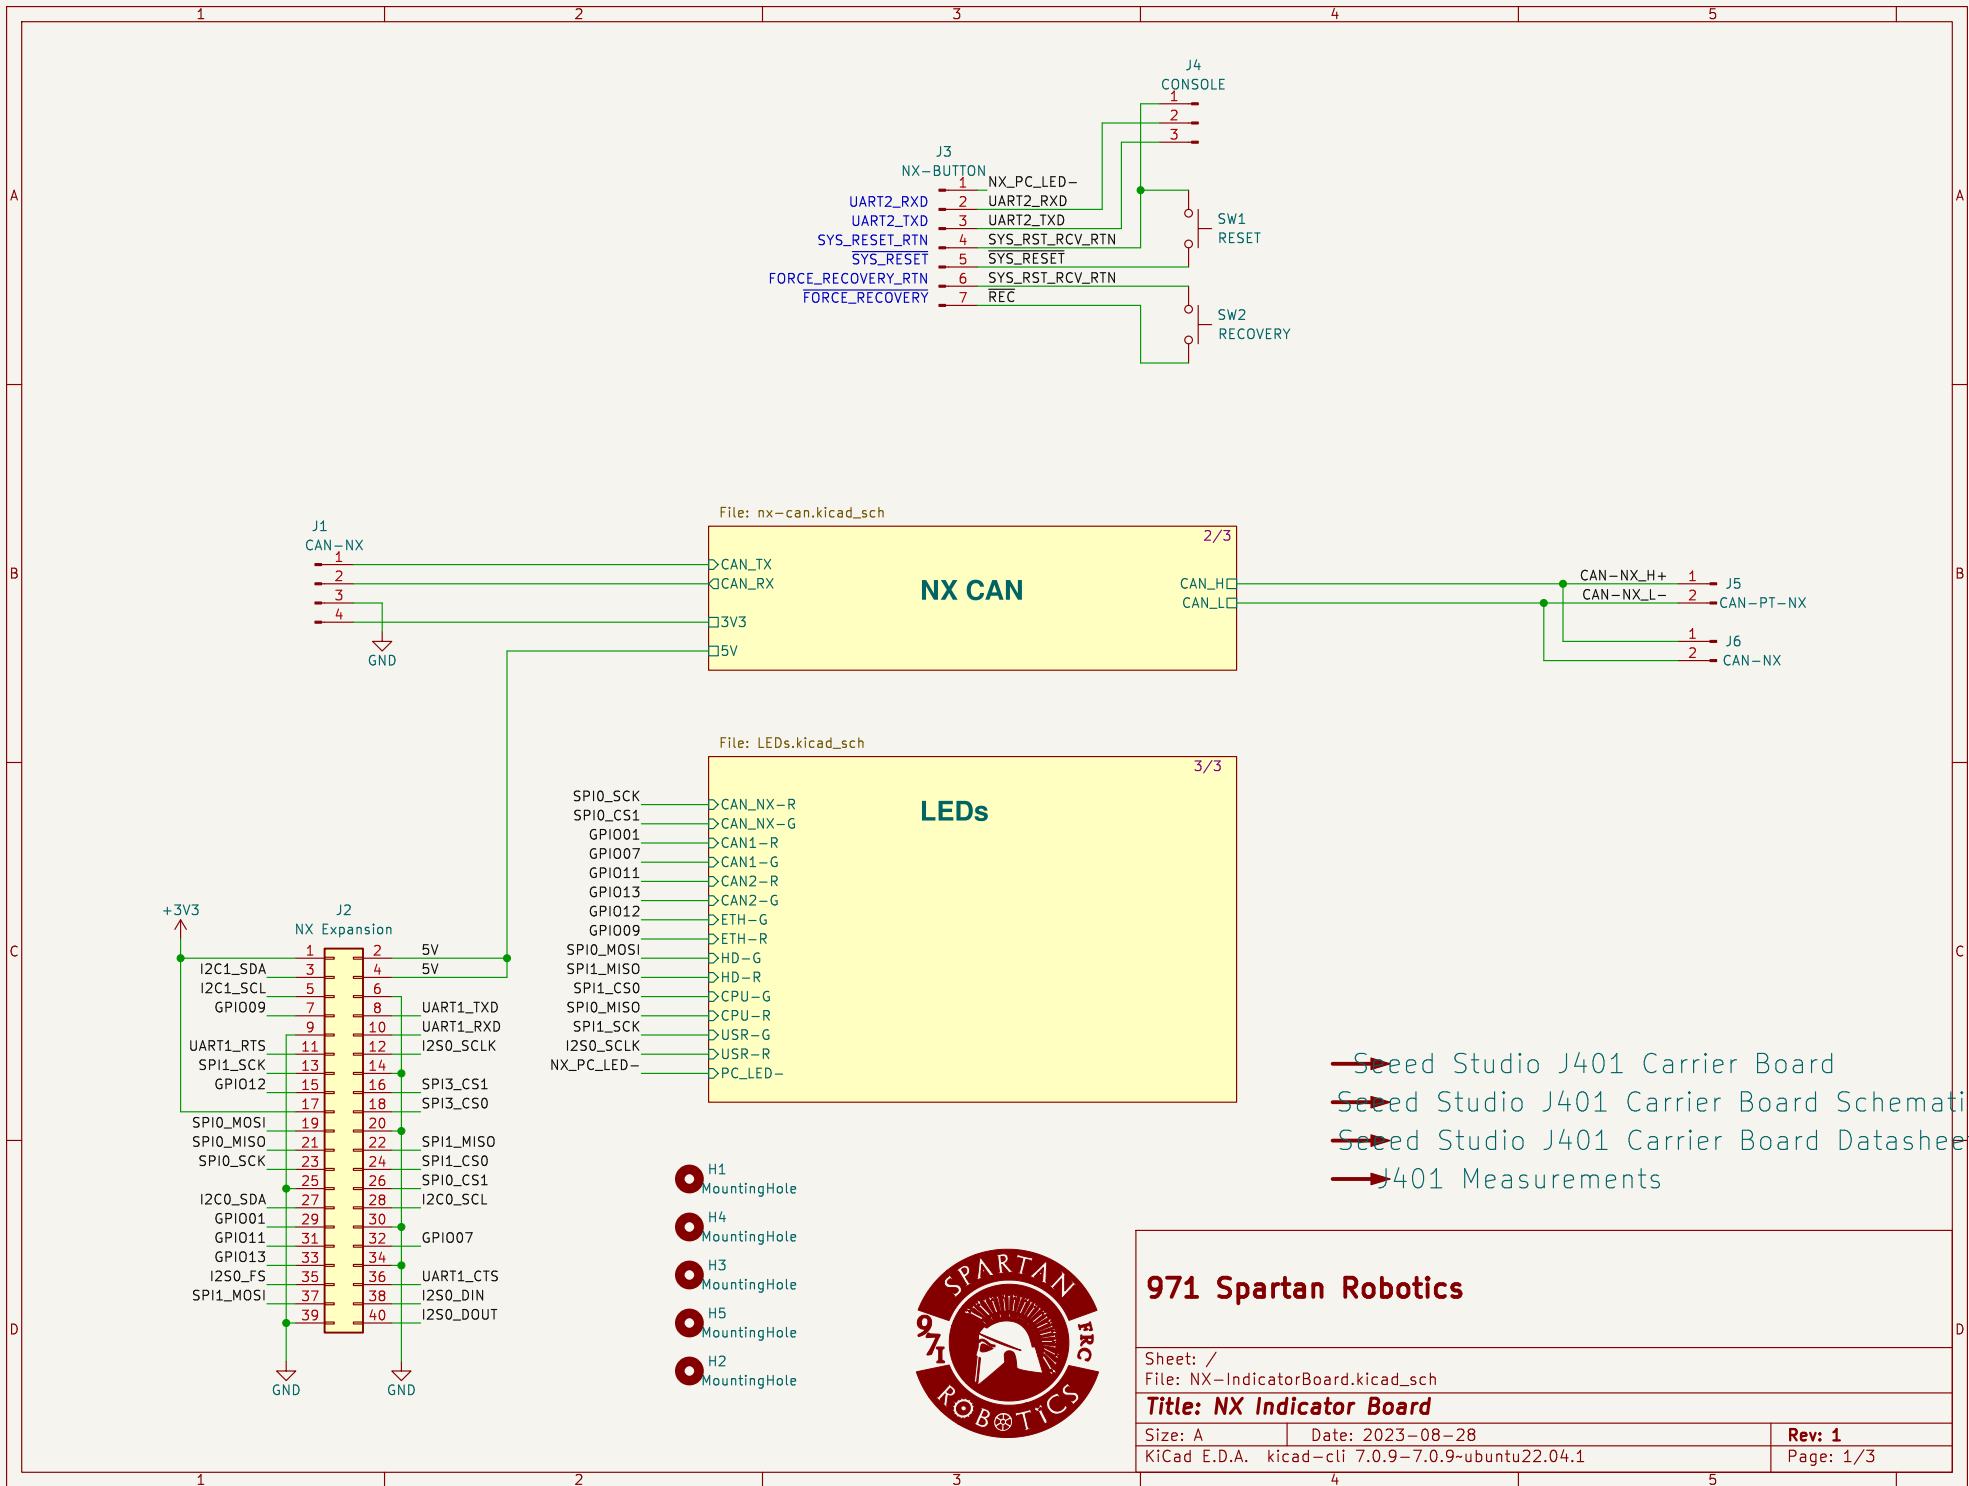 1 2 3 4 5
A
B
C
D
A
B
C
D
J4
CONSOLE
1
2
3
J3
NX-BUTTON
1 NX_PC_LED-
UART2_RXD 2 UART2_RXD
UART2_TXD 3 UART2_TXD
SYS_RESET_RTN 4 SYS_RST_RCV_RTN
SYS_RESET 5 SYS_RESET
FORCE_RECOVERY_RTN 6 SYS_RST_RCV_RTN
FORCE_RECOVERY 7 REC
SW1
RESET
SW2
RECOVERY
J1
CAN-NX
1
2
3
4
GND
File: nx-can.kicad_sch
2/3
CAN_TX
CAN_RX
3V3
5V
NX CAN
CAN_H
CAN_L
CAN-NX_H+ 1 J5
CAN-NX_L- 2 CAN-PT-NX
1 J6
2 CAN-NX
File: LEDs.kicad_sch
3/3
LEDs
SPI0_SCK CAN_NX-R
SPI0_CS1 CAN_NX-G
GPIO01 CAN1-R
GPIO07 CAN1-G
GPIO11 CAN2-R
GPIO13 CAN2-G
GPIO12 ETH-G
GPIO09 ETH-R
SPI0_MOSI HD-G
SPI1_MISO HD-R
SPI1_CS0 CPU-G
SPI0_MISO CPU-R
SPI1_SCK USR-G
I2S0_SCLK USR-R
NX_PC_LED- PC_LED-
+3V3
J2
NX Expansion
1 2 5V
I2C1_SDA 3 4 5V
I2C1_SCL 5 6
GPIO09 7 8 UART1_TXD
9 10 UART1_RXD
UART1_RTS 11 12 I2S0_SCLK
SPI1_SCK 13 14
GPIO12 15 16 SPI3_CS1
17 18 SPI3_CS0
SPI0_MOSI 19 20
SPI0_MISO 21 22 SPI1_MISO
SPI0_SCK 23 24 SPI1_CS0
25 26 SPI0_CS1
I2C0_SDA 27 28 I2C0_SCL
GPIO01 29 30
GPIO11 31 32 GPIO07
GPIO13 33 34
I2S0_FS 35 36 UART1_CTS
SPI1_MOSI 37 38 I2S0_DIN
39 40 I2S0_DOUT
GND GND
H1
MountingHole
H4
MountingHole
H3
MountingHole
H5
MountingHole
H2
MountingHole
SPARTAN
971
FRC
ROBOTICS
Seeed Studio J401 Carrier Board
Seeed Studio J401 Carrier Board Schemati
Seeed Studio J401 Carrier Board Datashee
J401 Measurements
971 Spartan Robotics
Sheet: /
File: NX-IndicatorBoard.kicad_sch
Title: NX Indicator Board
Size: A Date: 2023-08-28 Rev: 1
KiCad E.D.A. kicad-cli 7.0.9-7.0.9~ubuntu22.04.1 Page: 1/3
1 2 3 4 5